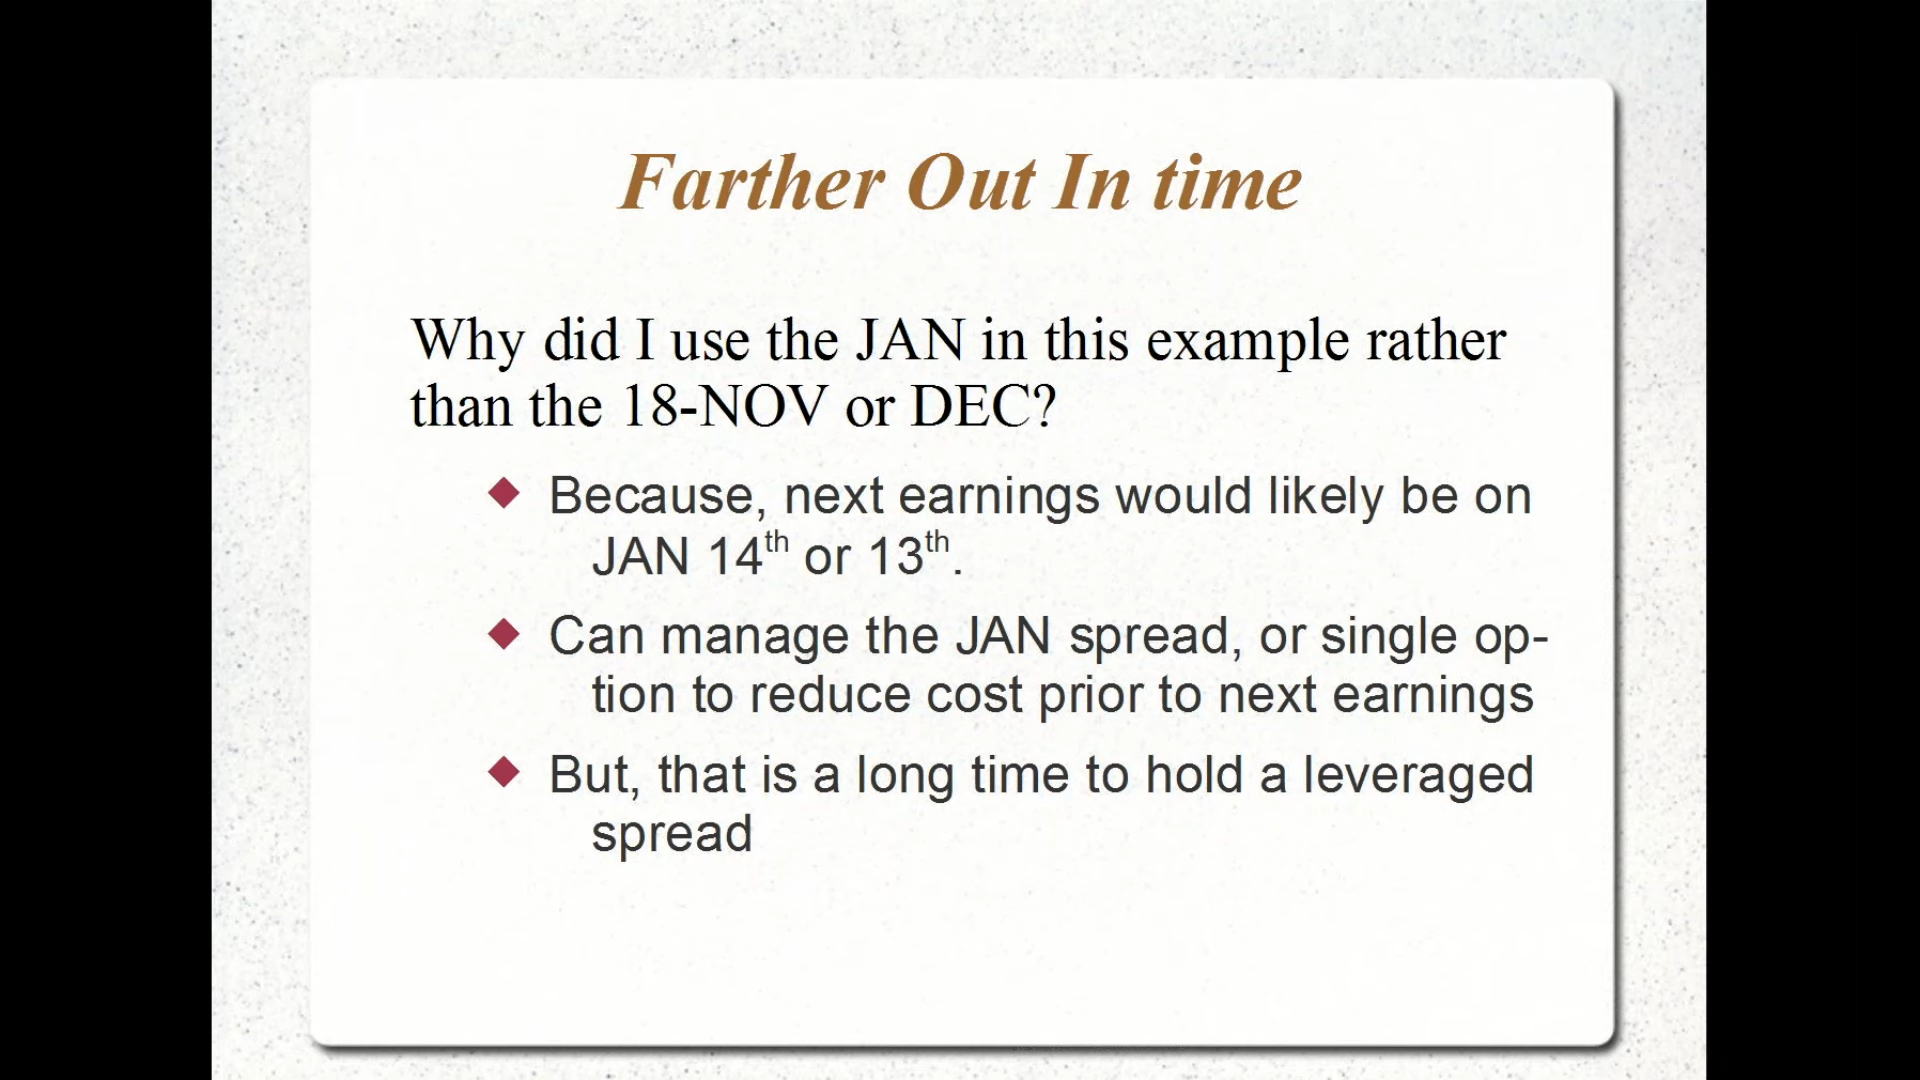 Farther Out In time
Why did I use the JAN in this example rather
than the 18-NOV or DEC?
Because, next earnings would likely be on
JAN 14th or 13th.
Can manage the JAN spread, or single op-
tion to reduce cost prior to next earnings
But, that is a long time to hold a leveraged
spread